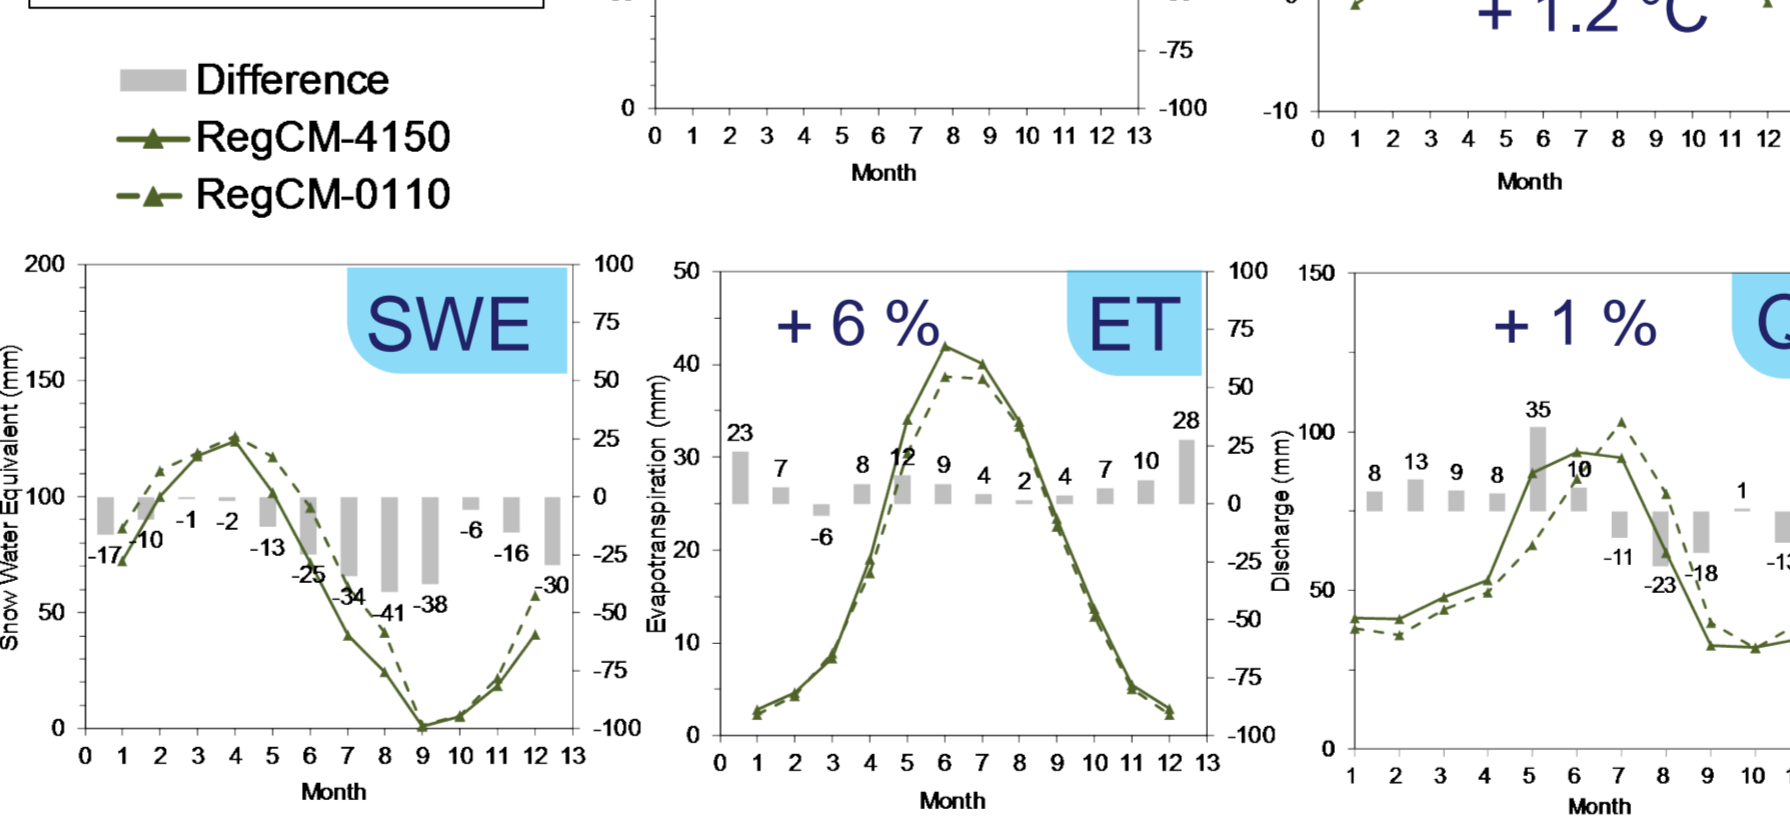 + 1.2 °C
-75
0
-100
0 1 2 3 4 5 6 7 8 9 10 11 12 13
Month
-10
0 1 2 3 4 5 6 7 8 9 10 11 12
Month
Difference
RegCM-4150
RegCM-0110
SWE
200
150
100
50
0
100
75
50
25
0
-25
-50
-75
-100
Snow Water Equivalent (mm)
-17 -10 -1 -2 -13 -25 -34 -41 -38 -6 -16 -30
0 1 2 3 4 5 6 7 8 9 10 11 12 13
Month
+ 6 %
ET
50
40
30
20
10
0
100
75
50
25
0
-25
-50
-75
-100
Evapotranspiration (mm)
23 7 -6 8 12 9 4 2 4 7 10 28
0 1 2 3 4 5 6 7 8 9 10 11 12 13
Month
+ 1 %
Q
150
100
50
0
Discharge (mm)
8 13 9 8 35 10 -11 -23 -18 1
1 2 3 4 5 6 7 8 9 10
Month